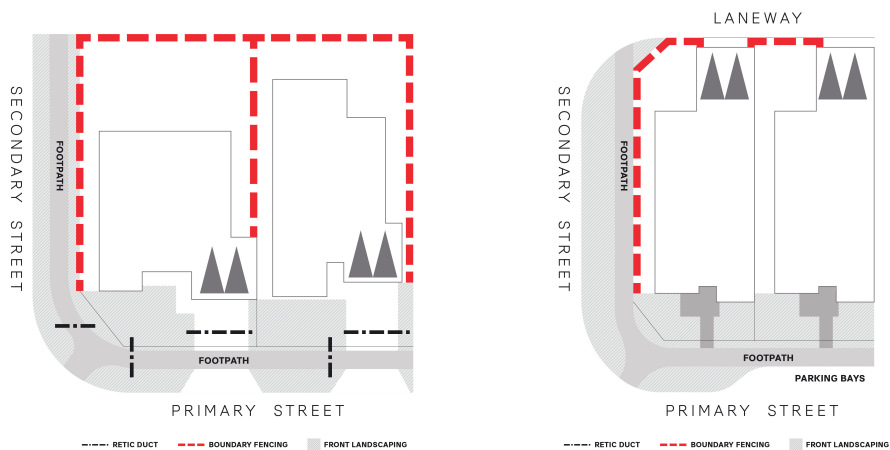 SECONDARY STREET
FOOTPATH
FOOTPATH
PRIMARY STREET
RETIC DUCT
BOUNDARY FENCING
FRONT LANDSCAPING
LANEWAY
SECONDARY STREET
FOOTPATH
FOOTPATH
PARKING BAYS
PRIMARY STREET
RETIC DUCT
BOUNDARY FENCING
FRONT LANDSCAPING